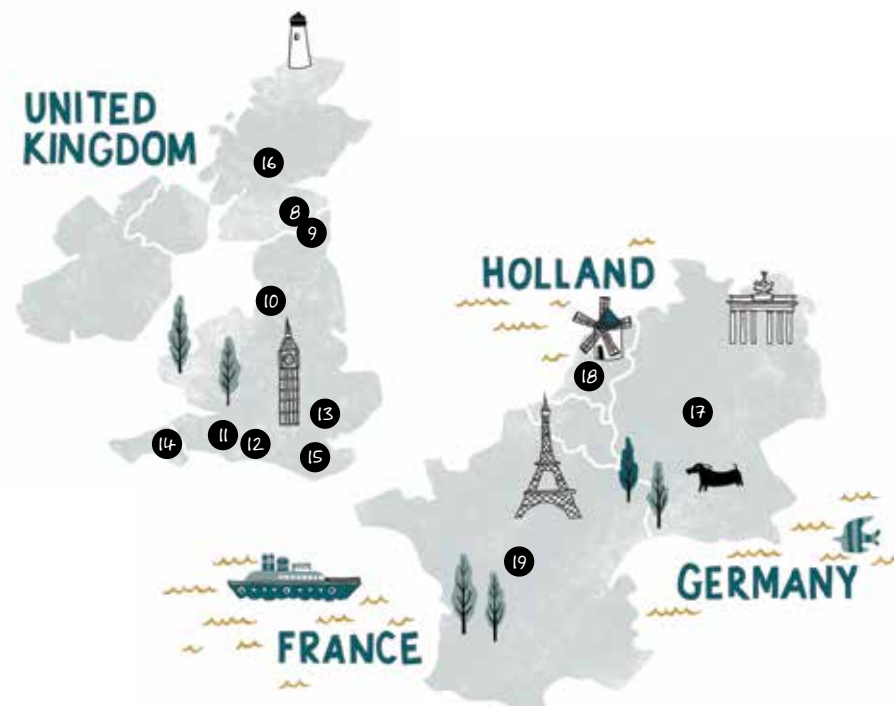 UNITED
KINGDOM
16
8
9
10
13
11
12
14
15
HOLLAND
18
17
19
GERMANY
FRANCE